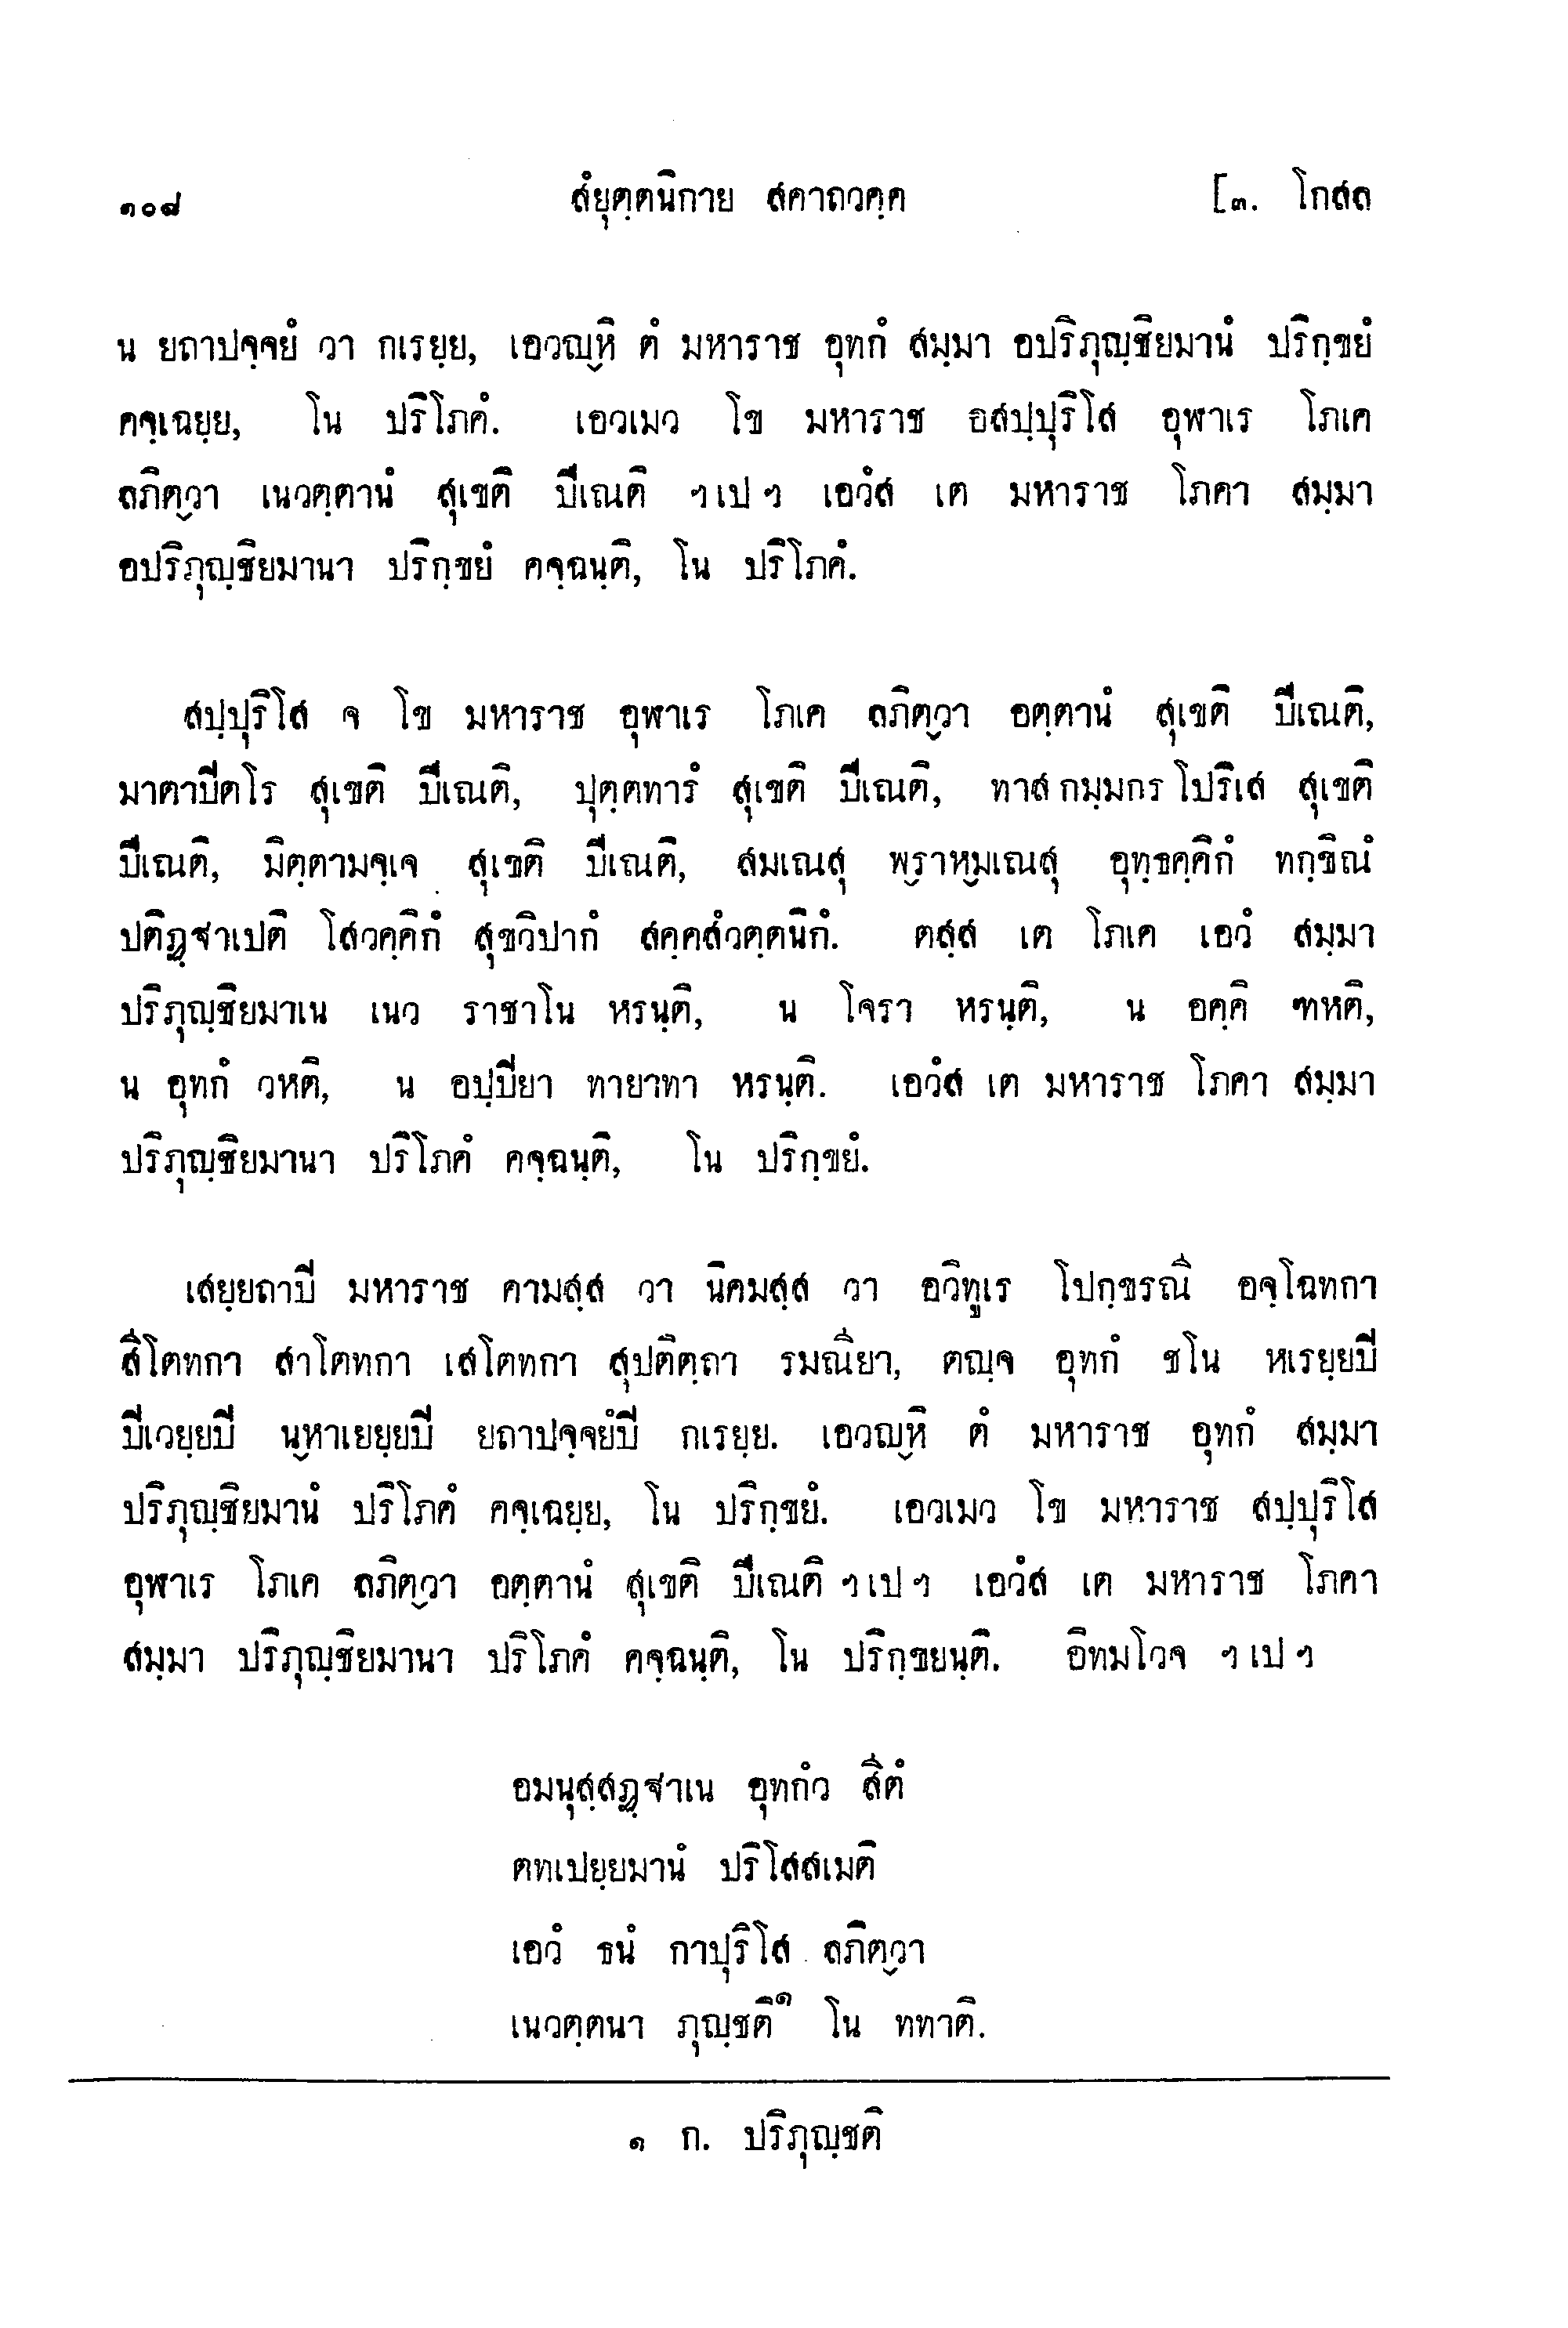 ๑๐๘ สํยุตฺตนิกาย สคาถวคฺค [๓. โกสล
น ยถาปจฺจยํ วา กเรยฺย, เอวญฺหิ ตํ มหาราช อุทกํ สมฺมา อปริภุญฺชิยมานํ ปริกฺขยํ
คจฺเฉยฺย, โน ปริโภคํ. เอวเมว โข มหาราช อสปฺปุริโส อุฬาเร โภเค
ลภิตฺวา เนวตฺตานํ สุเขติ ปีเณติ ฯ เป ฯ เอวํส เต มหาราช โภคา สมฺมา
อปริภุญฺชิยมานา ปริกฺขยํ คจฺฉนฺติ, โน ปริโภคํ.
สปฺปุริโส จ โข มหาราช อุฬาเร โภเค ลภิตฺวา อตฺตานํ สุเขติ ปีเณติ,
มาตาปีตโร สุเขติ ปีเณติ, ปุตฺตทารํ สุเขติ ปีเณติ, ทาส กมฺมกร โปริเส สุเขติ
ปีเณติ, มิตฺตามจฺเจ สุเขติ ปีเณติ, สมเณสุ พฺราหฺมเณสุ อุทฺธคฺคิกํ ทกฺขิณํ
ปติฏฺฐาเปติ โสวคฺคิกํ สุขวิปากํ สคฺคสํวตฺตนิกํ. ตสฺส เต โภเค เอวํ สมฺมา
ปริภุญฺชิยมาเน เนว ราชาโน หรนฺติ, น โจรา หรนฺติ, น อคฺคิ ฑหติ,
น อุทกํ วหติ, น อปฺปียา ทายาทา หรนฺติ. เอวํส เต มหาราช โภคา สมฺมา
ปริภุญฺชิยมานา ปริโภคํ คจฺฉนฺติ, โน ปริกฺขยํ.
เสยฺยถาปี มหาราช คามสฺส วา นิคมสฺส วา อวิทูเร โปกฺขรณี อจฺโฉทกา
สีโตทกา สาโตทกา เสโตทกา สุปติตฺถา รมณียา, ตญฺจ อุทกํ ชโน หเรยฺยปี
ปีเวยฺยปี นฺหาเยยฺยปี ยถาปจฺจยํปี กเรยฺย. เอวญฺหิ ตํ มหาราช อุทกํ สมฺมา
ปริภุญฺชิยมานํ ปริโภคํ คจฺเฉยฺย, โน ปริกฺขยํ. เอวเมว โข มหาราช สปฺปุริโส
อุฬาเร โภเค ลภิตฺวา อตฺตานํ สุเขติ ปีเณติ ฯ เป ฯ เอวํส เต มหาราช โภคา
สมฺมา ปริภุญฺชิยมานา ปริโภคํ คจฺฉนฺติ, โน ปริกฺขยนฺติ. อิทมโวจ ฯ เป ฯ
อมนุสฺสฏฺฐาเน อุทกํว สีตํ
ตทเปยฺยมานํ ปริโสสเมติ
เอวํ ธนํ กาปุริโส ลภิตฺวา
เนวตฺตนา ภุญฺชติ๑ โน ททาติ.
๑ ก. ปริภุญฺชติ